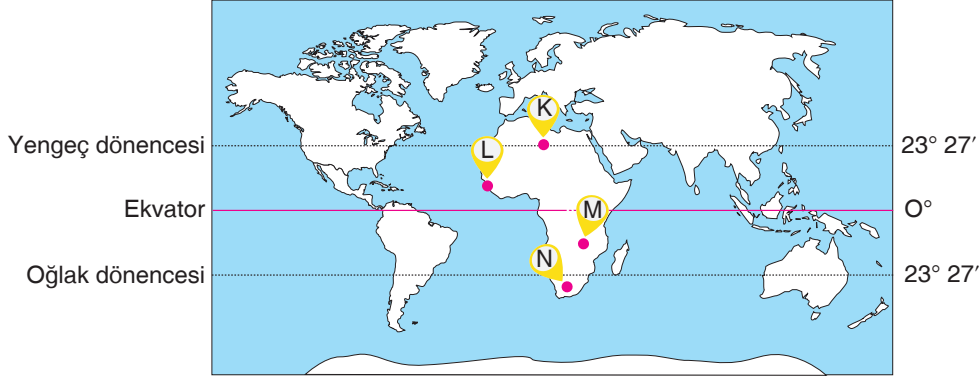 K
Yengeç dönencesi 23° 27′
L
Ekvator M O°
N
Oğlak dönencesi 23° 27′